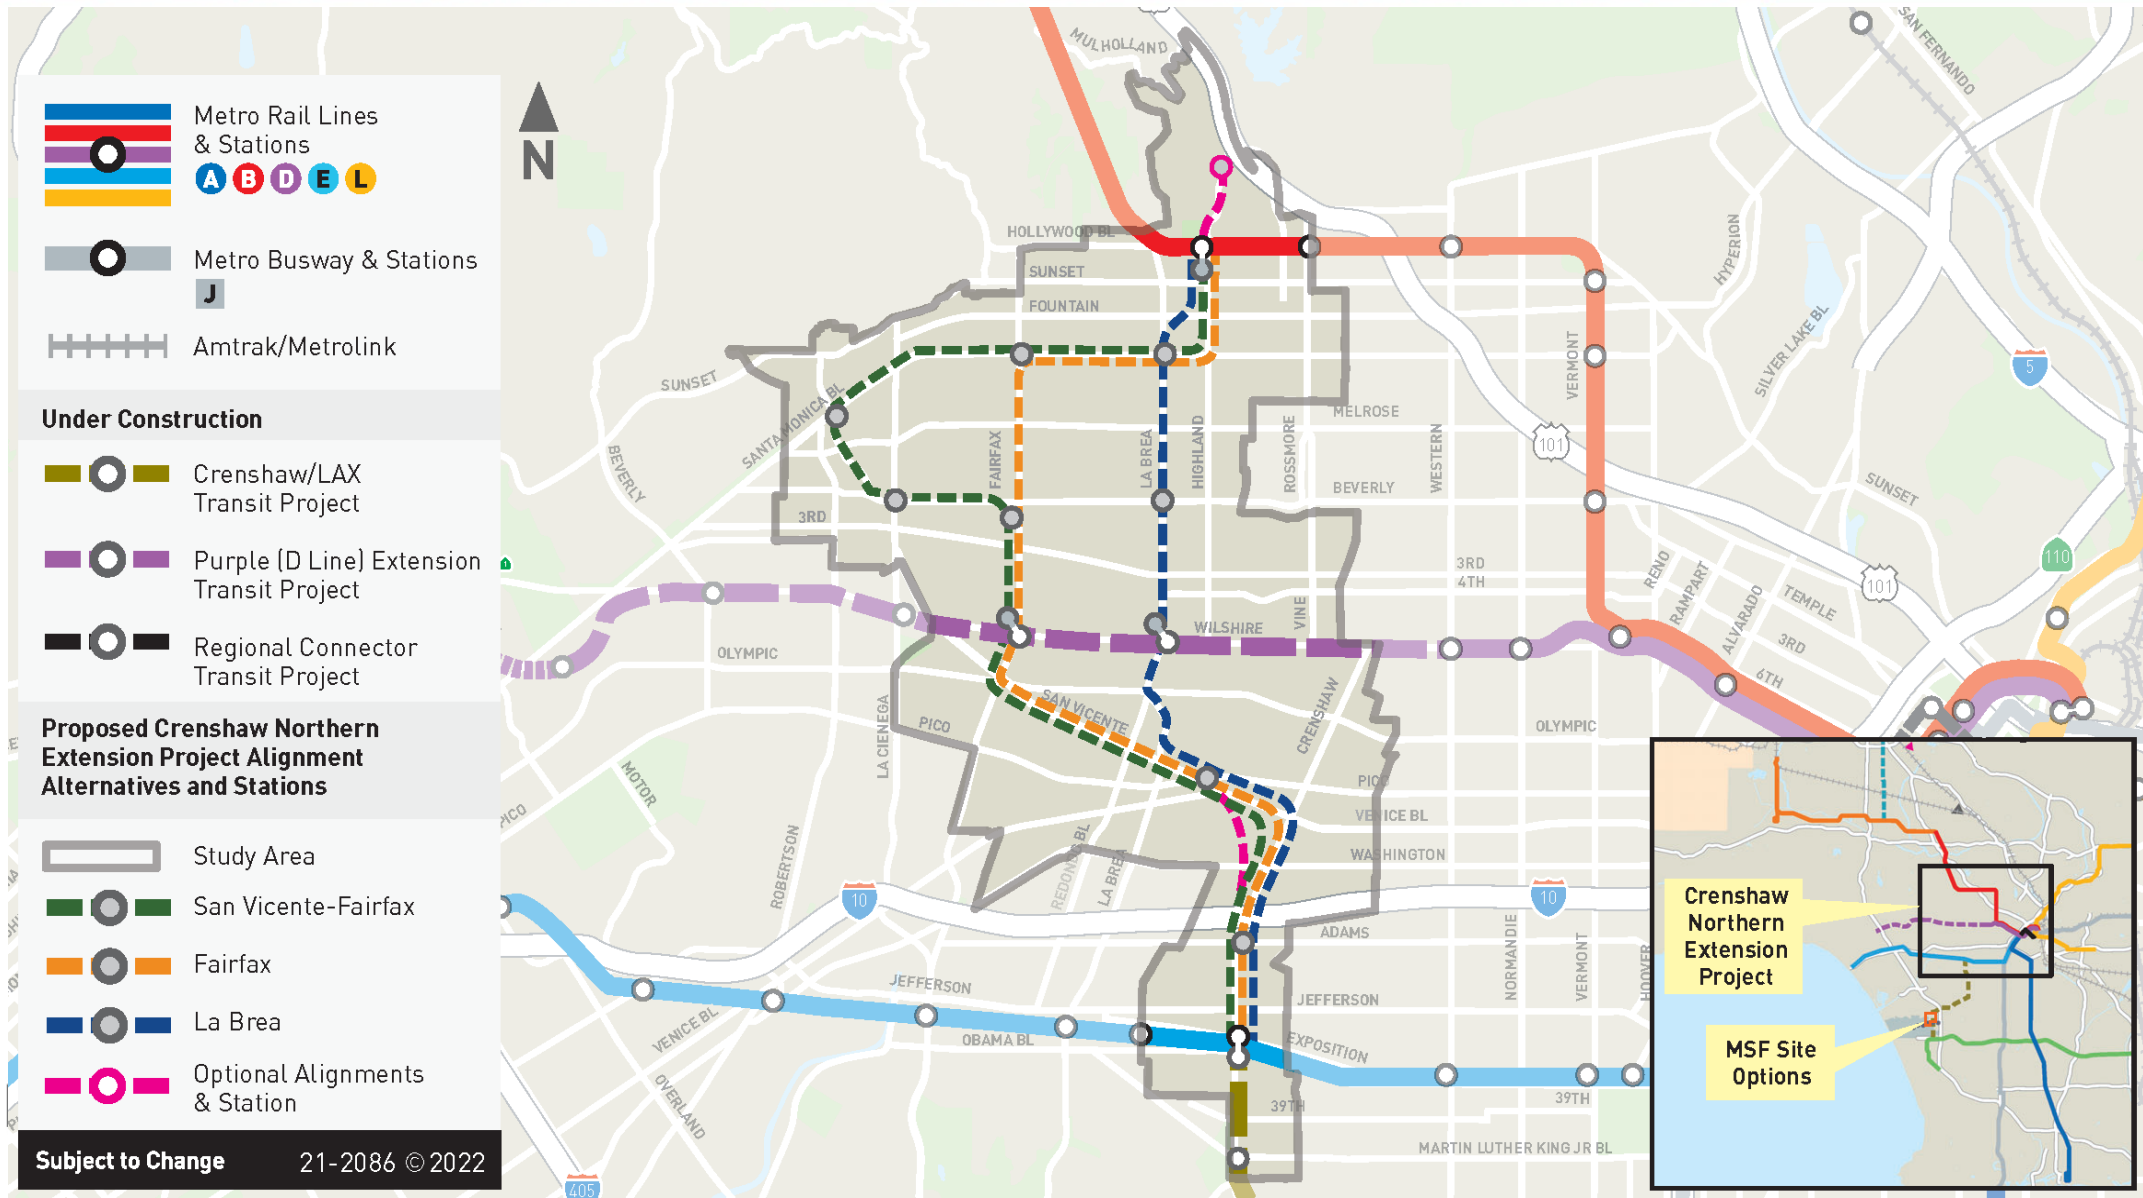 Metro Rail Lines
& Stations
A B D E L
Metro Busway & Stations
J
Amtrak/Metrolink
Under Construction
Crenshaw/LAX
Transit Project
Purple (D Line) Extension
Transit Project
Regional Connector
Transit Project
Proposed Crenshaw Northern
Extension Project Alignment
Alternatives and Stations
Study Area
San Vicente-Fairfax
Fairfax
La Brea
Optional Alignments
& Station
Subject to Change
21-2086 © 2022
N
MULHOLLAND
SAN FERNANDO
HOLLYWOOD BL
SUNSET
FOUNTAIN
HYPERION
SILVER LAKE BL
VERMONT
5
SUNSET
SANTA MONICA BL
MELROSE
BEVERLY
FAIRFAX
LA BREA
HIGHLAND
ROSSMORE
WESTERN
101
BEVERLY
SUNSET
3RD
110
1
3RD
4TH
RENO
RAMPART
ALVARADO
TEMPLE
101
3RD
6TH
VINE
WILSHIRE
OLYMPIC
SAN VICENTE
CRENSHAW
OLYMPIC
LA CIENEGA
PICO
MOTOR
PICO
PICO
VENICE BL
WASHINGTON
ROBERTSON
REDONDO BL
LA BREA
10
10
ADAMS
NORMANDIE
VERMONT
HOOVER
JEFFERSON
JEFFERSON
VENICE BL
OBAMA BL
EXPOSITION
OVERLAND
39TH
39TH
MARTIN LUTHER KING JR BL
405
Crenshaw
Northern
Extension
Project
MSF Site
Options